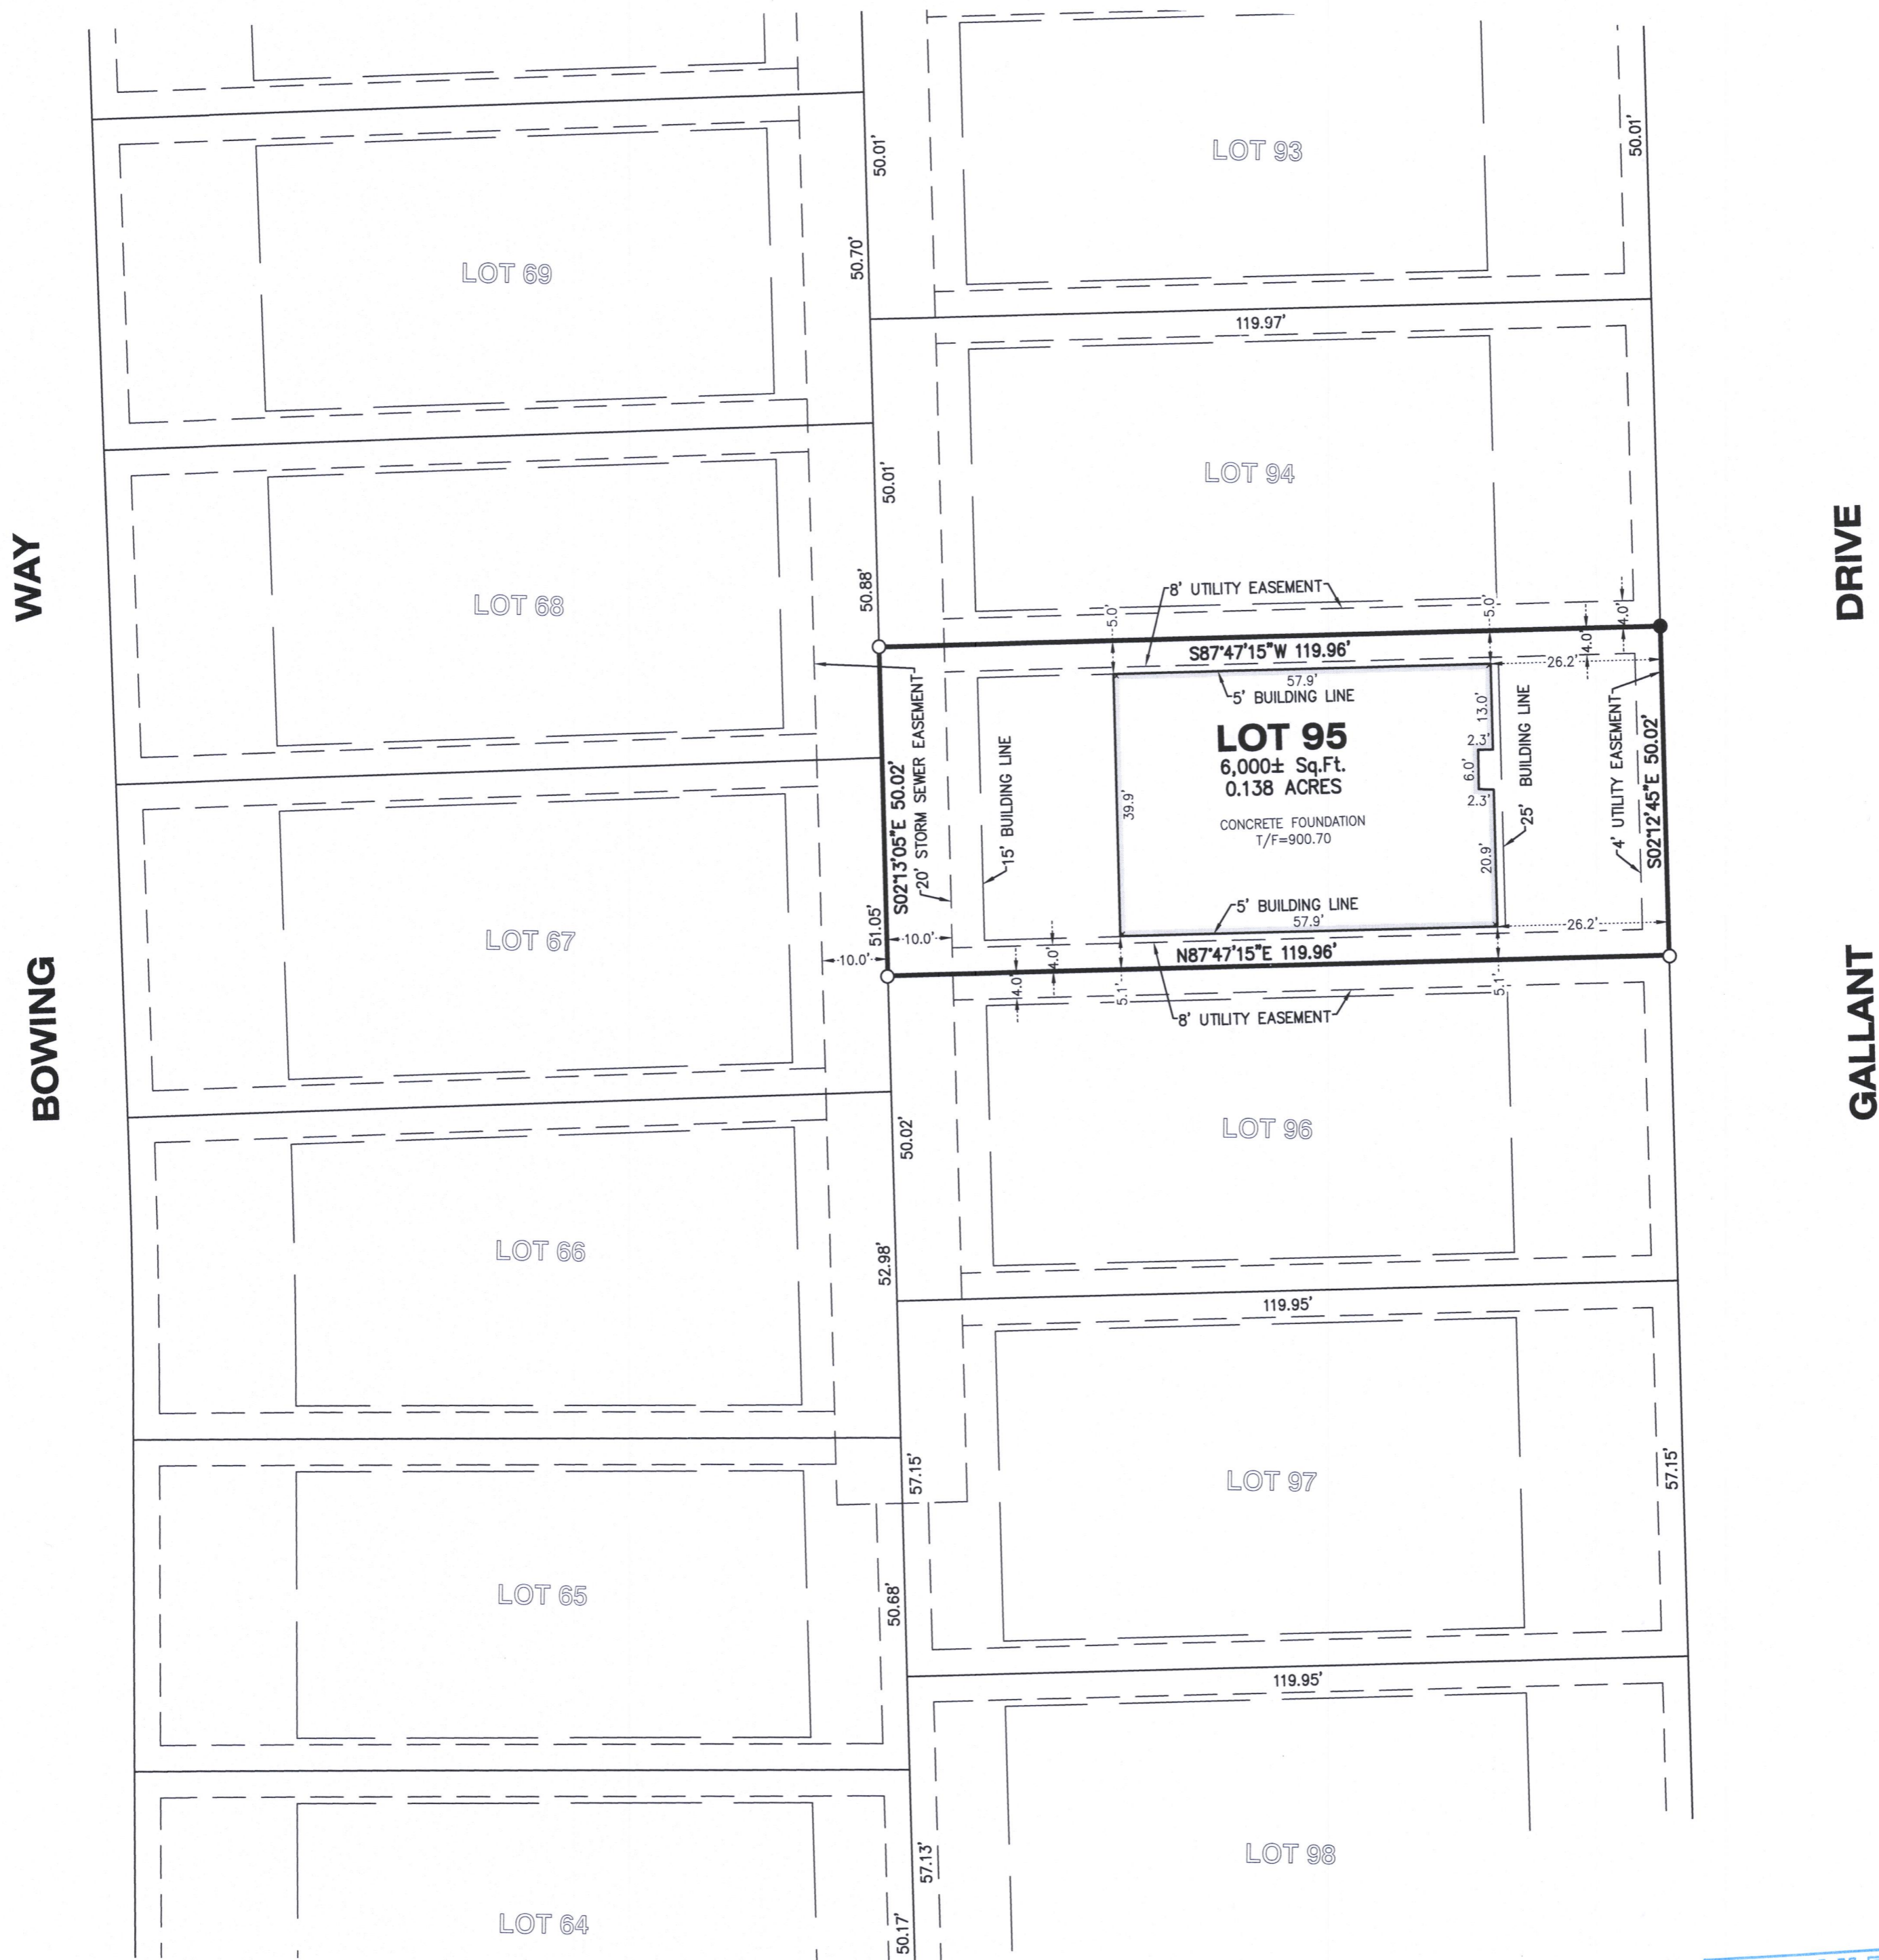 50.01'
LOT 93
50.01'
LOT 69
50.70'
119.97'
LOT 94
50.01'
WAY
DRIVE
LOT 68
50.88'
8' UTILITY EASEMENT
5.0'
5.0'
4.0'
4.0'
S87°47'15"W 119.96'
26.2'
57.9'
5' BUILDING LINE
20' STORM SEWER EASEMENT
S02°13'05"E 50.02'
15' BUILDING LINE
LOT 95
6,000± Sq.Ft.
0.138 ACRES
CONCRETE FOUNDATION
T/F=900.70
39.9'
13.0'
2.3'
6.0'
2.3'
20.9'
25' BUILDING LINE
4' UTILITY EASEMENT
S02°12'45"E 50.02'
5' BUILDING LINE
57.9'
26.2'
LOT 67
51.05'
10.0'
10.0'
N87°47'15"E 119.96'
4.0'
4.0'
5.1'
5.1'
8' UTILITY EASEMENT
BOWING
GALLANT
50.02'
LOT 96
LOT 66
52.98'
119.95'
57.15'
LOT 97
57.15'
LOT 65
50.68'
119.95'
57.13'
LOT 98
LOT 64
50.17'